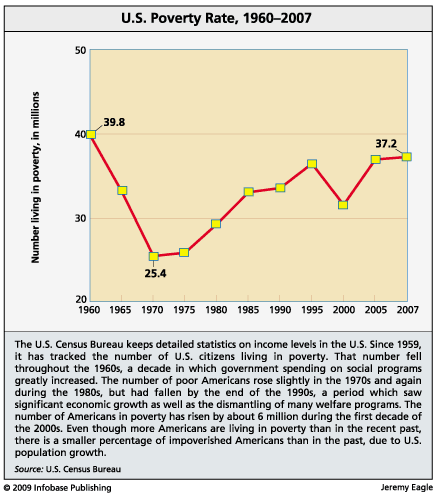 U.S. Poverty Rate, 1960–2007
Number living in poverty, in millions
50
40
30
20
39.8
25.4
37.2
1960 1965 1970 1975 1980 1985 1990 1995 2000 2005 2007
The U.S. Census Bureau keeps detailed statistics on income levels in the U.S. Since 1959,
it has tracked the number of U.S. citizens living in poverty. That number fell
throughout the 1960s, a decade in which government spending on social programs
greatly increased. The number of poor Americans rose slightly in the 1970s and again
during the 1980s, but had fallen by the end of the 1990s, a period which saw
significant economic growth as well as the dismantling of many welfare programs. The
number of Americans in poverty has risen by about 6 million during the first decade of
the 2000s. Even though more Americans are living in poverty than in the recent past,
there is a smaller percentage of impoverished Americans than in the past, due to U.S.
population growth.
Source: U.S. Census Bureau
© 2009 Infobase Publishing
Jeremy Eagle